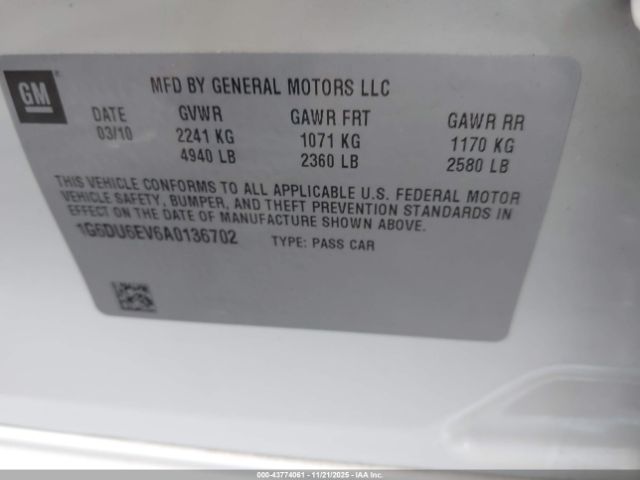 GM
MFD BY GENERAL MOTORS LLC
DATE GVWR GAWR FRT GAWR RR
03/10 2241 KG 1071 KG 1170 KG
4940 LB 2360 LB 2580 LB
THIS VEHICLE CONFORMS TO ALL APPLICABLE U.S. FEDERAL MOTOR
VEHICLE SAFETY, BUMPER, AND THEFT PREVENTION STANDARDS IN
EFFECT ON THE DATE OF MANUFACTURE SHOWN ABOVE.
1G6DU6EV6A0136702 TYPE: PASS CAR
000-43774061 - 11/21/2025 - IAAI.COM